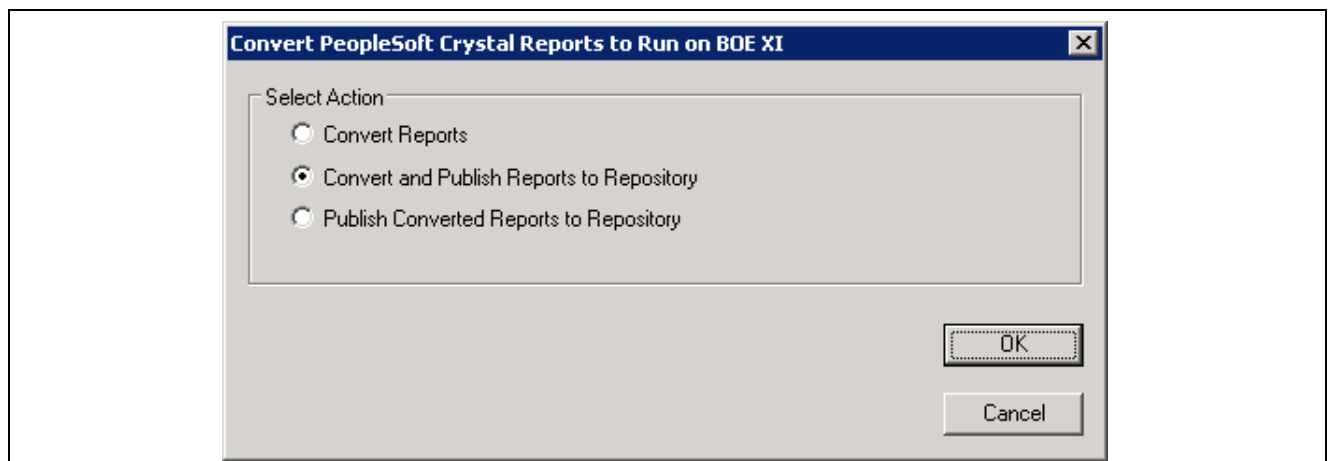 Convert PeopleSoft Crystal Reports to Run on BOE XI
Select Action
Convert Reports
Convert and Publish Reports to Repository
Publish Converted Reports to Repository
OK
Cancel